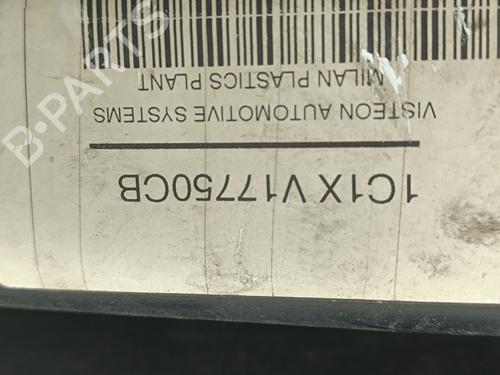 1C1X V17750CB
VISTEON AUTOMOTIVE SYSTEMS
MILAN PLASTICS PLANT
B-PARTS